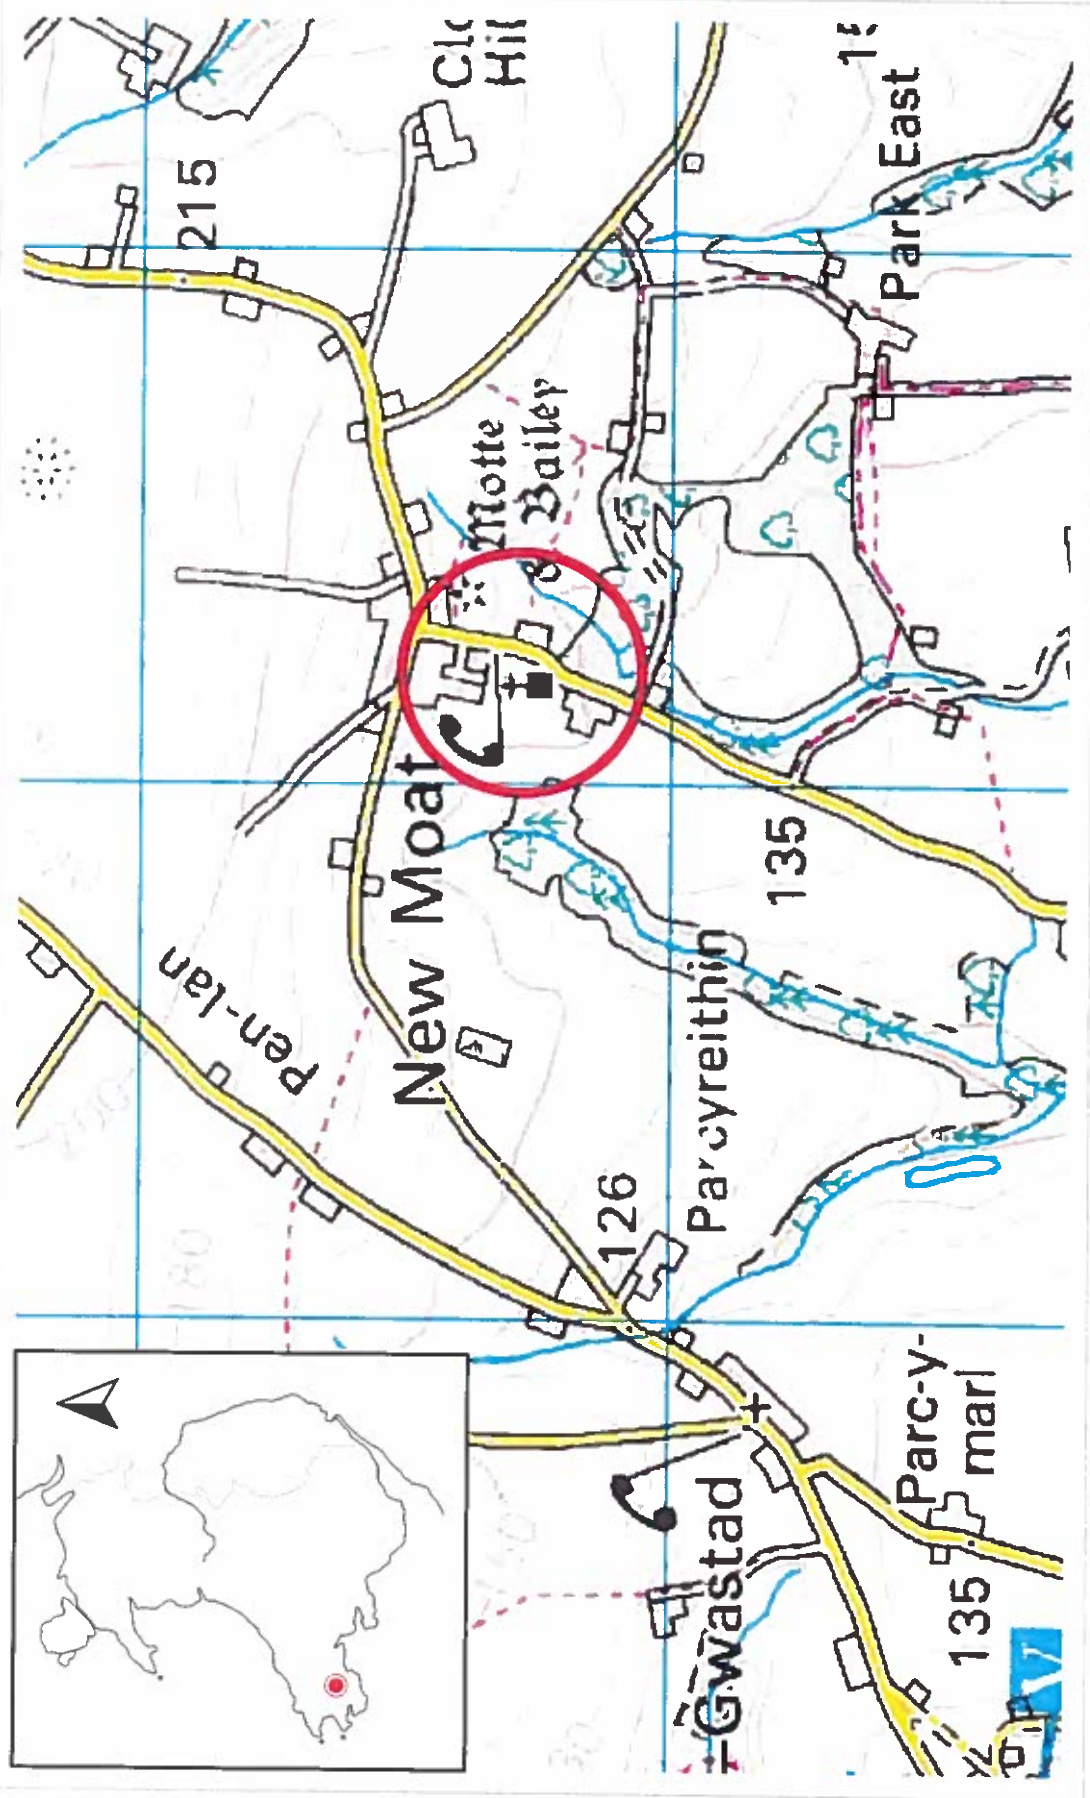 215
Park East
Motte
Bailey
New Moat
135
Pen-lan
Parcyreithin
126
Gwastad
Parc-y-
marl
135
V